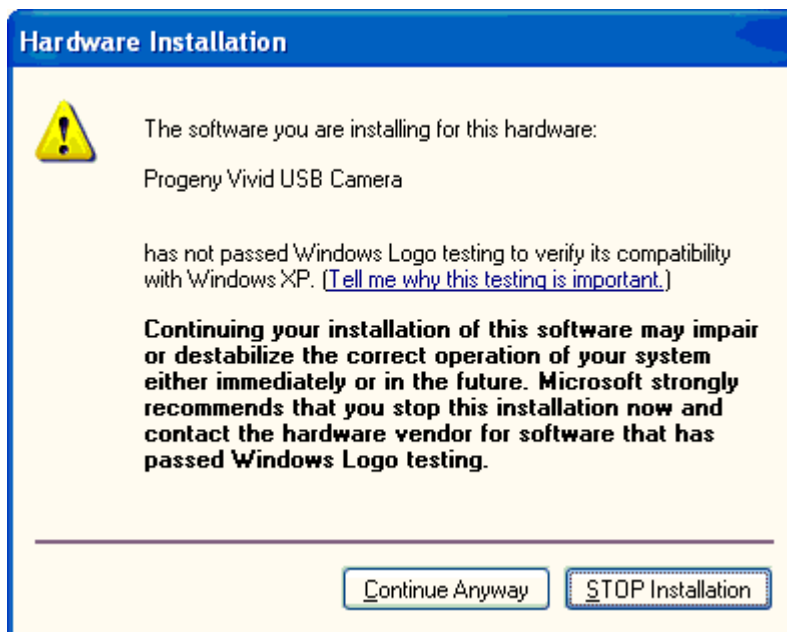 Hardware Installation
The software you are installing for this hardware:
Progeny Vivid USB Camera
has not passed Windows Logo testing to verify its compatibility
with Windows XP. (Tell me why this testing is important.)
Continuing your installation of this software may impair
or destabilize the correct operation of your system
either immediately or in the future. Microsoft strongly
recommends that you stop this installation now and
contact the hardware vendor for software that has
passed Windows Logo testing.
Continue Anyway
STOP Installation